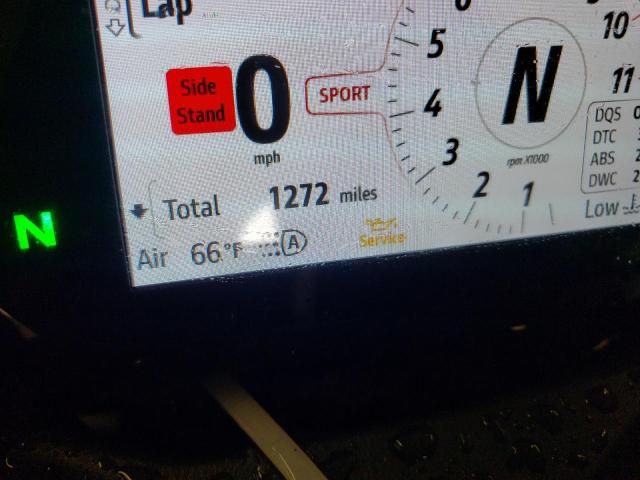 Lap
6
10
5
11
Side
Stand
0
mph
SPORT
N
4
3
2
1
rpm X1000
DQS
DTC
ABS
DWC
Low
Total 1272 miles
N
Air 66°F A
Service